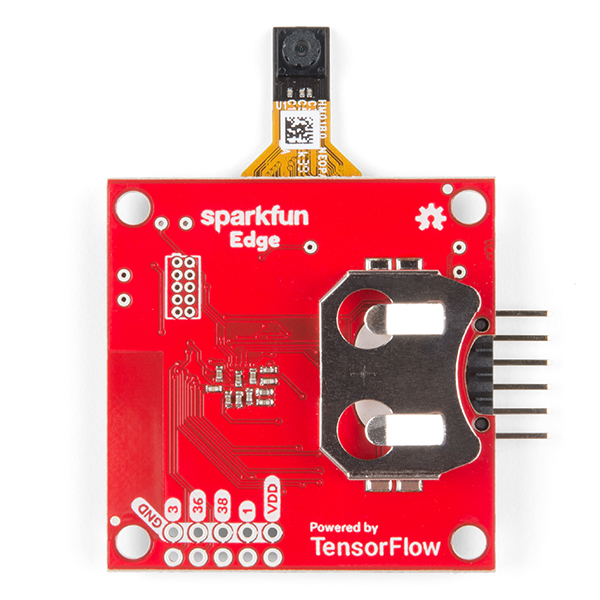 sparkfun
Edge
GND
3
36
38
1
VDD
Powered by
TensorFlow